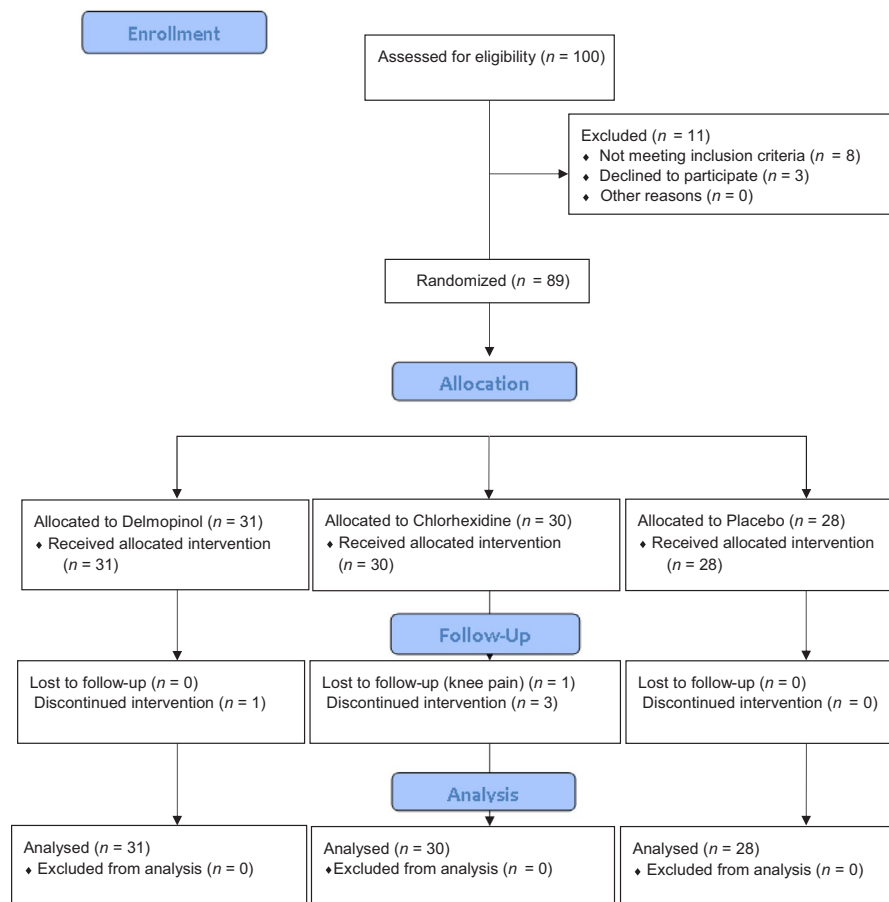 Enrollment
Assessed for eligibility (n = 100)
Excluded (n = 11)
♦ Not meeting inclusion criteria (n = 8)
♦ Declined to participate (n = 3)
♦ Other reasons (n = 0)
Randomized (n = 89)
Allocation
Allocated to Delmopinol (n = 31)
♦ Received allocated intervention
(n = 31)
Allocated to Chlorhexidine (n = 30)
♦ Received allocated intervention
(n = 30)
Allocated to Placebo (n = 28)
♦ Received allocated intervention
(n = 28)
Follow-Up
Lost to follow-up (n = 0)
Discontinued intervention (n = 1)
Lost to follow-up (knee pain) (n = 1)
Discontinued intervention (n = 3)
Lost to follow-up (n = 0)
Discontinued intervention (n = 0)
Analysis
Analysed (n = 31)
♦ Excluded from analysis (n = 0)
Analysed (n = 30)
♦Excluded from analysis (n = 0)
Analysed (n = 28)
♦ Excluded from analysis (n = 0)